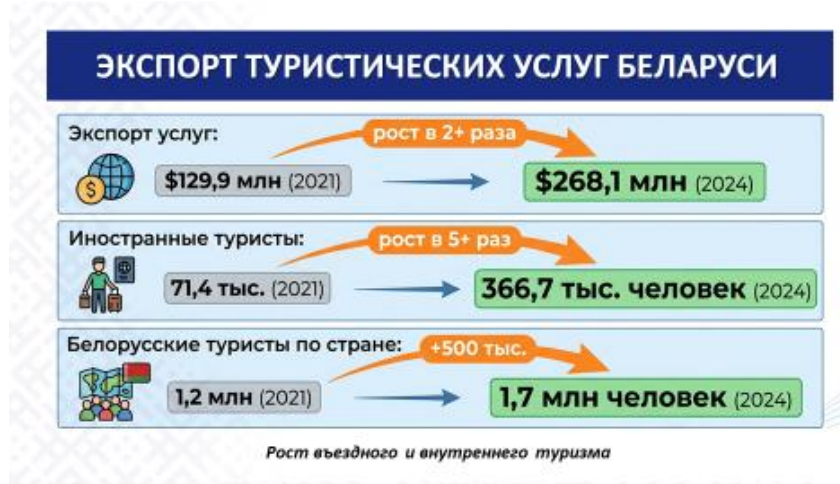 ЭКСПОРТ ТУРИСТИЧЕСКИХ УСЛУГ БЕЛАРУСИ
Экспорт услуг:
рост в 2+ раза
$
$129,9 млн (2021)
$268,1 млн (2024)
Иностранные туристы:
рост в 5+ раз
71,4 тыс. (2021)
366,7 тыс. человек (2024)
Белорусские туристы по стране:
+500 тыс.
1,2 млн (2021)
1,7 млн человек (2024)
Рост въездного и внутреннего туризма